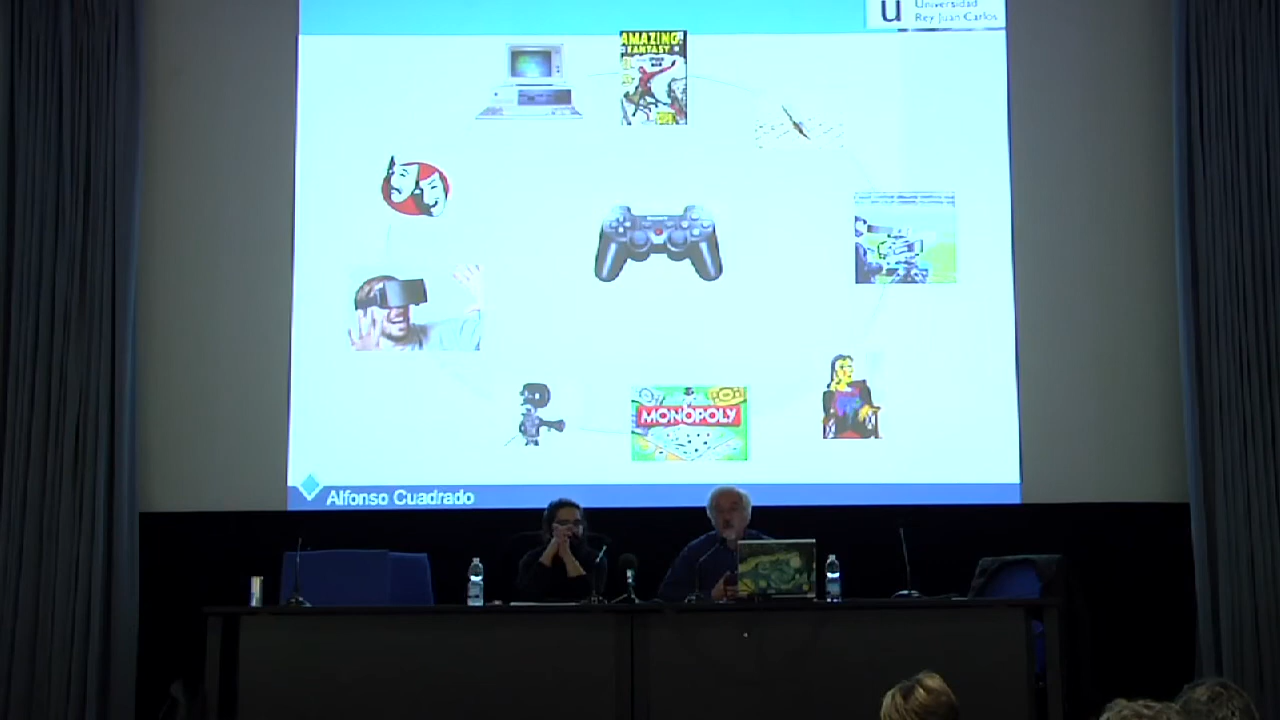 u
Universidad
Rey Juan Carlos
AMAZING
FANTASY
MONOPOLY
Alfonso Cuadrado